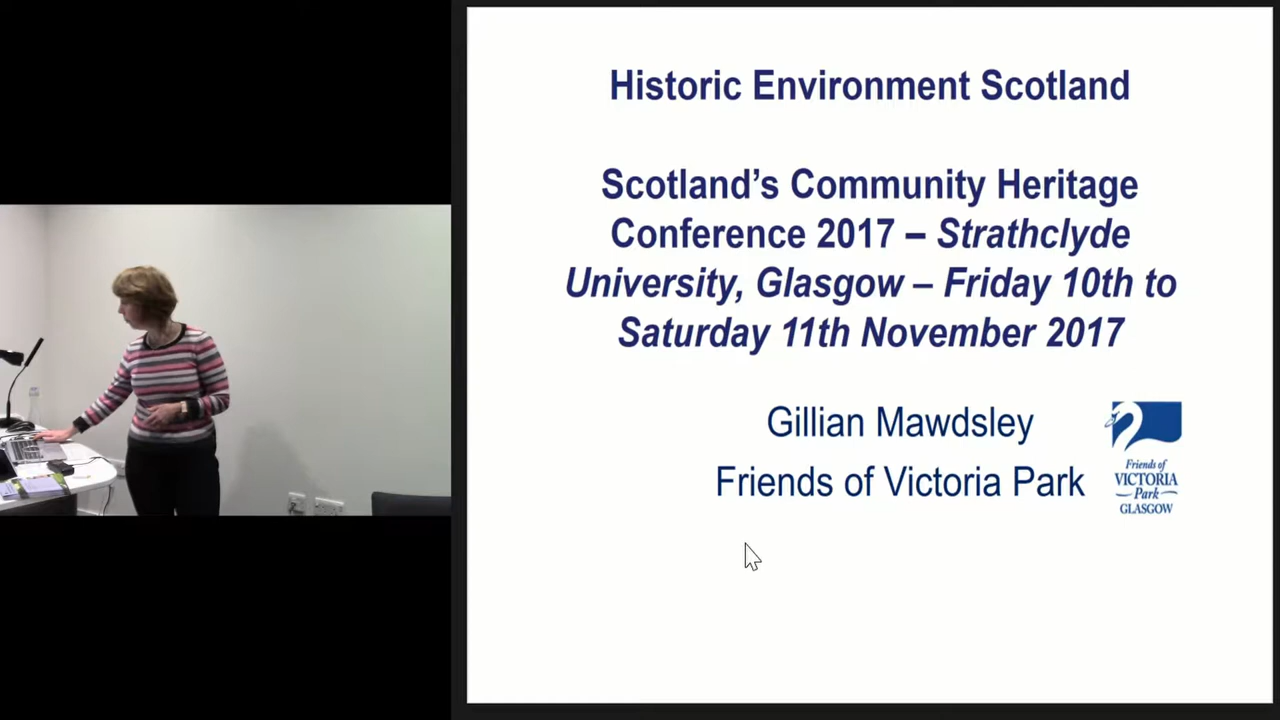 Historic Environment Scotland
Scotland’s Community Heritage
Conference 2017 – Strathclyde
University, Glasgow – Friday 10th to
Saturday 11th November 2017
Gillian Mawdsley
Friends of Victoria Park
Friends of
VICTORIA
Park
GLASGOW